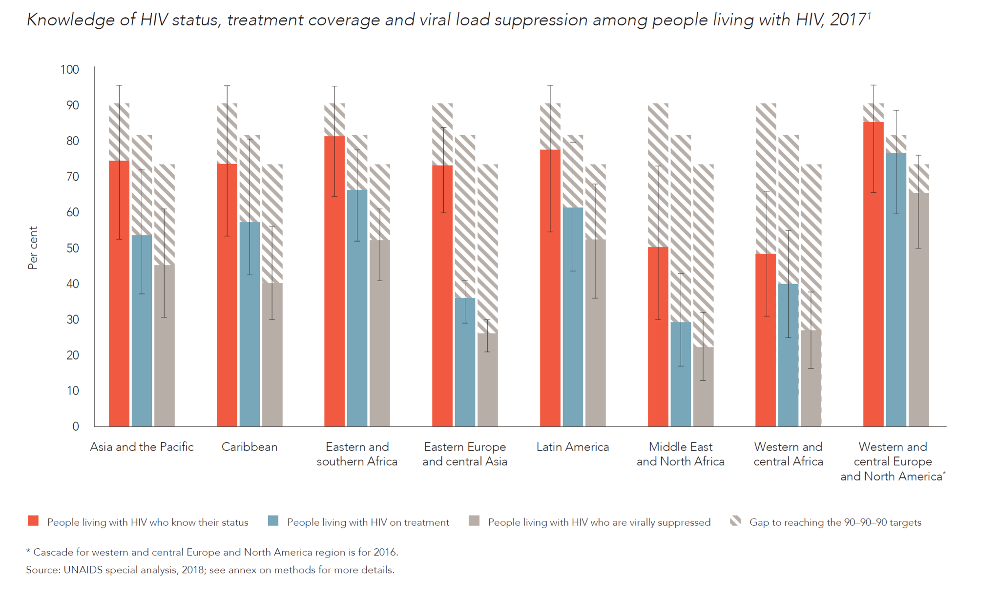 Knowledge of HIV status, treatment coverage and viral load suppression among people living with HIV, 2017¹
100
90
80
70
60
50
40
30
20
10
0
Per cent
Asia and the Pacific
Caribbean
Eastern and
southern Africa
Eastern Europe
and central Asia
Latin America
Middle East
and North Africa
Western and
central Africa
Western and
central Europe
and North America*
People living with HIV who know their status
People living with HIV on treatment
People living with HIV who are virally suppressed
Gap to reaching the 90–90–90 targets
* Cascade for western and central Europe and North America region is for 2016.
Source: UNAIDS special analysis, 2018; see annex on methods for more details.